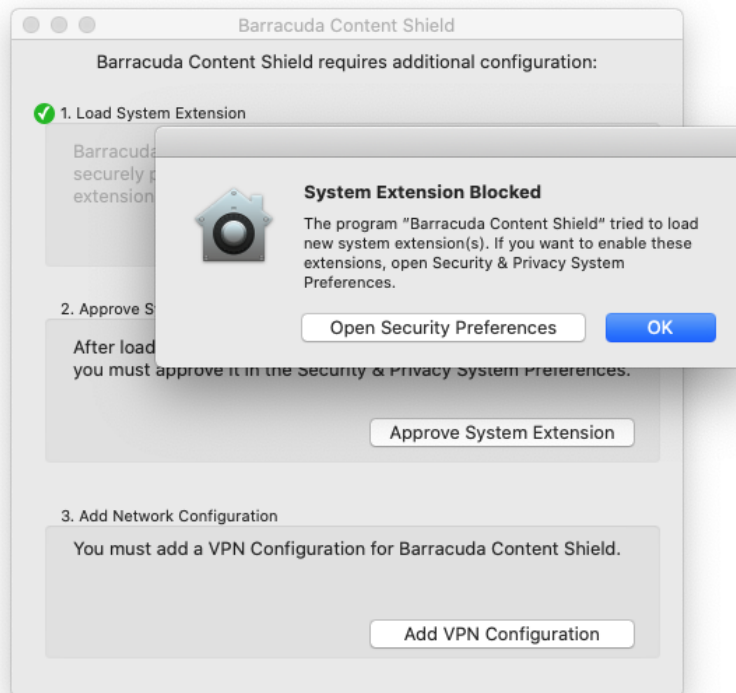 Barracuda Content Shield
Barracuda Content Shield requires additional configuration:
1. Load System Extension
Barracuda
securely p
extension
System Extension Blocked
The program "Barracuda Content Shield" tried to load
new system extension(s). If you want to enable these
extensions, open Security & Privacy System
Preferences.
Open Security Preferences
OK
2. Approve S
After load
you must approve it in the Security & Privacy System Preferences.
Approve System Extension
3. Add Network Configuration
You must add a VPN Configuration for Barracuda Content Shield.
Add VPN Configuration